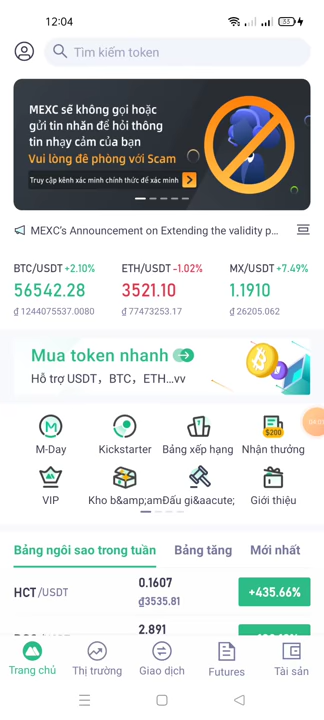 12:04
33
Tìm kiếm token
MEXC sẽ không gọi hoặc
gửi tin nhắn để hỏi thông
tin nhạy cảm của bạn
Vui lòng đề phòng với Scam
Truy cập kênh xác minh chính thức để xác minh
MEXC's Announcement on Extending the validity p...
BTC/USDT +2.10% ETH/USDT -1.02% MX/USDT +7.49%
56542.28 3521.10 1.1910
₫ 1244075537.0080 ₫ 77473253.17 ₫ 26205.062
Mua token nhanh
Hỗ trợ USDT, BTC, ETH...vv
$200
M-Day Kickstarter Bảng xếp hạng Nhận thưởng
VIP Kho b&amp;am Đấu gi&aacute; Giới thiệu
Bảng ngôi sao trong tuần Bảng tăng Mới nhất
HCT/USDT 0.1607 +435.66%
₫3535.81
2.891
Trang chủ Thị trường Giao dịch Futures Tài sản